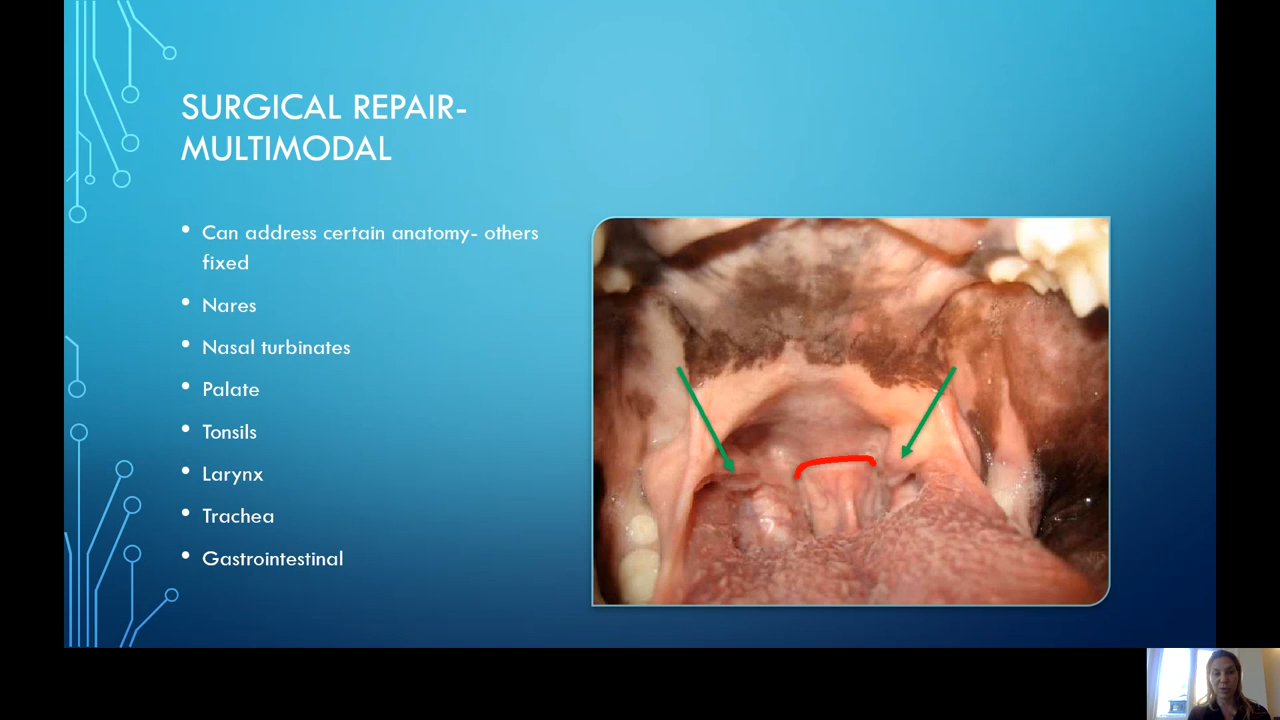 SURGICAL REPAIR-
MULTIMODAL
• Can address certain anatomy- others
fixed
• Nares
• Nasal turbinates
• Palate
• Tonsils
• Larynx
• Trachea
• Gastrointestinal